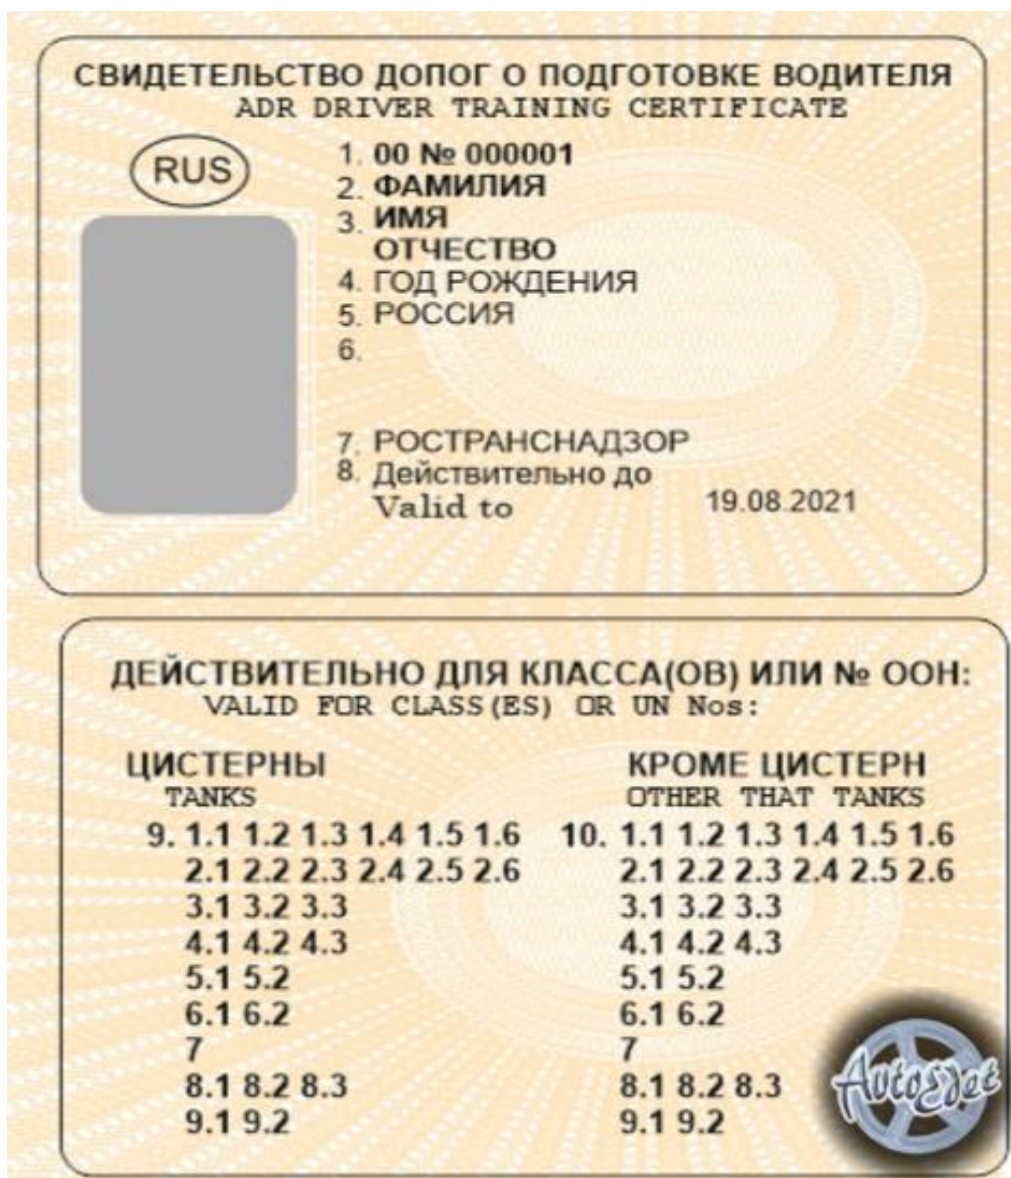 СВИДЕТЕЛЬСТВО ДОПОГ О ПОДГОТОВКЕ ВОДИТЕЛЯ
ADR DRIVER TRAINING CERTIFICATE
RUS
1. 00 № 000001
2. ФАМИЛИЯ
3. ИМЯ
ОТЧЕСТВО
4. ГОД РОЖДЕНИЯ
5. РОССИЯ
6.
7. РОСТРАНСНАДЗОР
8. Действительно до
Valid to 19.08.2021
ДЕЙСТВИТЕЛЬНО ДЛЯ КЛАССА(ОВ) ИЛИ № ООН:
VALID FOR CLASS(ES) OR UN Nos:
ЦИСТЕРНЫ
TANKS
9. 1.1 1.2 1.3 1.4 1.5 1.6
2.1 2.2 2.3 2.4 2.5 2.6
3.1 3.2 3.3
4.1 4.2 4.3
5.1 5.2
6.1 6.2
7
8.1 8.2 8.3
9.1 9.2
КРОМЕ ЦИСТЕРН
OTHER THAT TANKS
10. 1.1 1.2 1.3 1.4 1.5 1.6
2.1 2.2 2.3 2.4 2.5 2.6
3.1 3.2 3.3
4.1 4.2 4.3
5.1 5.2
6.1 6.2
7
8.1 8.2 8.3
9.1 9.2